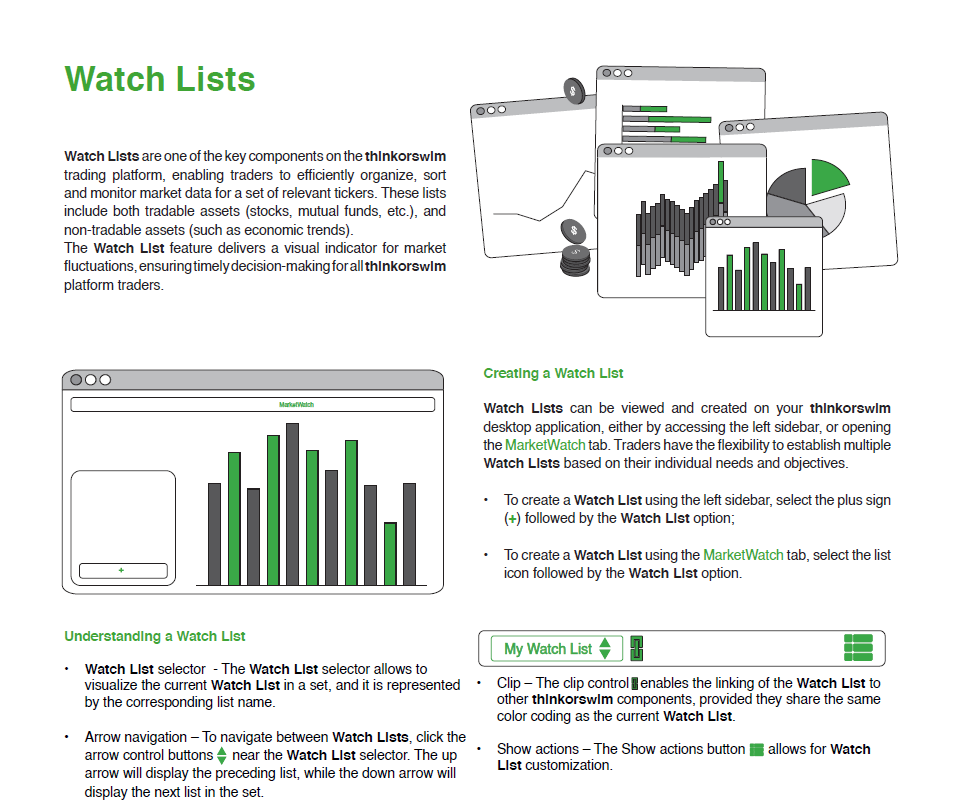 Watch Lists
Watch Lists are one of the key components on the thinkorswim
trading platform, enabling traders to efficiently organize, sort
and monitor market data for a set of relevant tickers. These lists
include both tradable assets (stocks, mutual funds, etc.), and
non-tradable assets (such as economic trends).
The Watch List feature delivers a visual indicator for market
fluctuations, ensuring timely decision-making for all thinkorswim
platform traders.
$
$
MarketWatch
+
Creating a Watch List
Watch Lists can be viewed and created on your thinkorswim
desktop application, either by accessing the left sidebar, or opening
the MarketWatch tab. Traders have the flexibility to establish multiple
Watch Lists based on their individual needs and objectives.
• To create a Watch List using the left sidebar, select the plus sign
(+) followed by the Watch List option;
• To create a Watch List using the MarketWatch tab, select the list
icon followed by the Watch List option.
Understanding a Watch List
• Watch List selector - The Watch List selector allows to
visualize the current Watch List in a set, and it is represented
by the corresponding list name.
• Arrow navigation – To navigate between Watch Lists, click the
arrow control buttons near the Watch List selector. The up
arrow will display the preceding list, while the down arrow will
display the next list in the set.
My Watch List
• Clip – The clip control enables the linking of the Watch List to
other thinkorswim components, provided they share the same
color coding as the current Watch List.
• Show actions – The Show actions button allows for Watch
List customization.